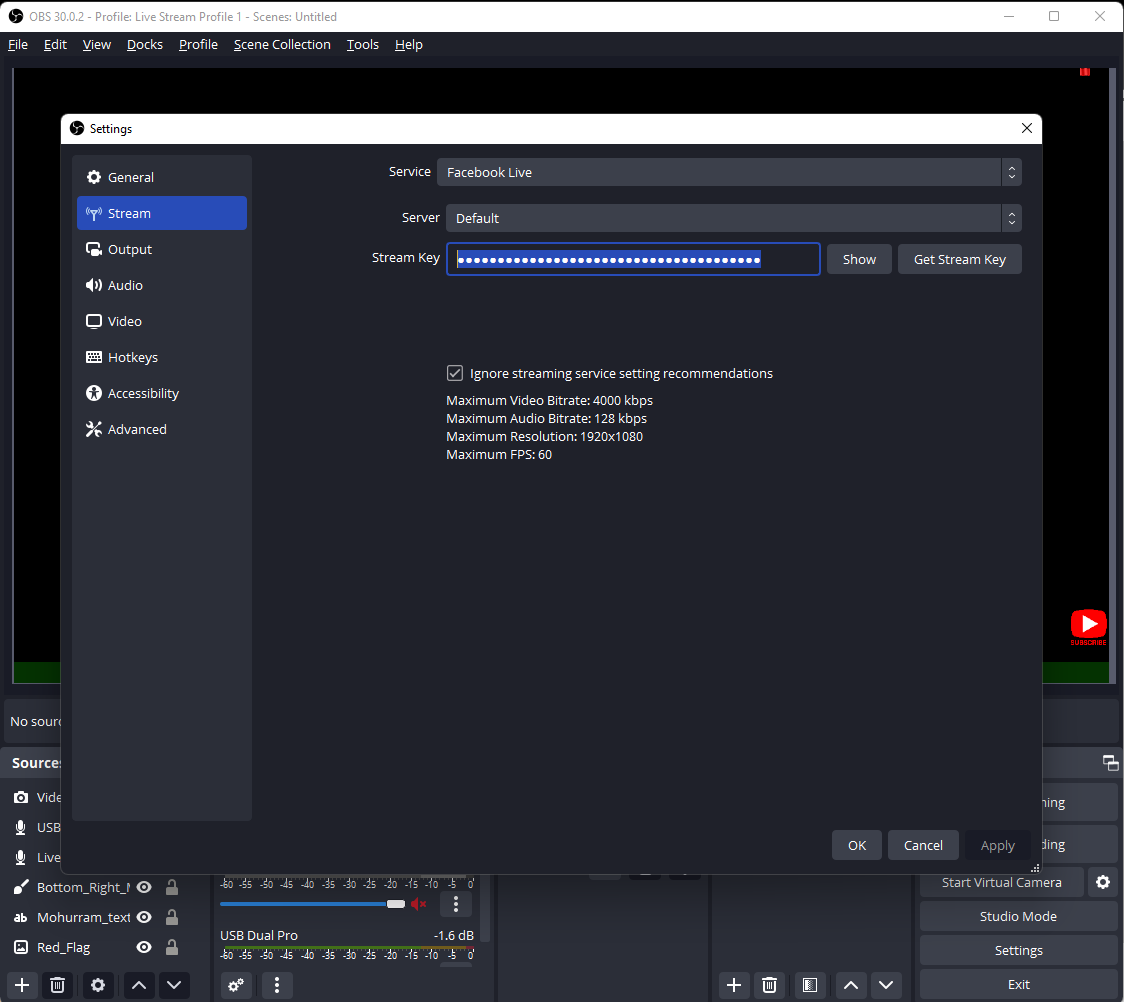 OBS 30.0.2 - Profile: Live Stream Profile 1 - Scenes: Untitled
File Edit View Docks Profile Scene Collection Tools Help
Settings
General
Stream
Output
Audio
Video
Hotkeys
Accessibility
Advanced
Service Facebook Live
Server Default
Stream Key Show Get Stream Key
Ignore streaming service setting recommendations
Maximum Video Bitrate: 4000 kbps
Maximum Audio Bitrate: 128 kbps
Maximum Resolution: 1920x1080
Maximum FPS: 60
SUBSCRIBE
OK Cancel Apply
No sourc
Sources
Vide
USB
Live
Bottom_Right_
Mohurram_text
Red_Flag
-60 -55 -50 -45 -40 -35 -30 -25 -20 -15 -10 -5 0
USB Dual Pro -1.6 dB
-60 -55 -50 -45 -40 -35 -30 -25 -20 -15 -10 -5 0
ning
ding
Start Virtual Camera
Studio Mode
Settings
Exit